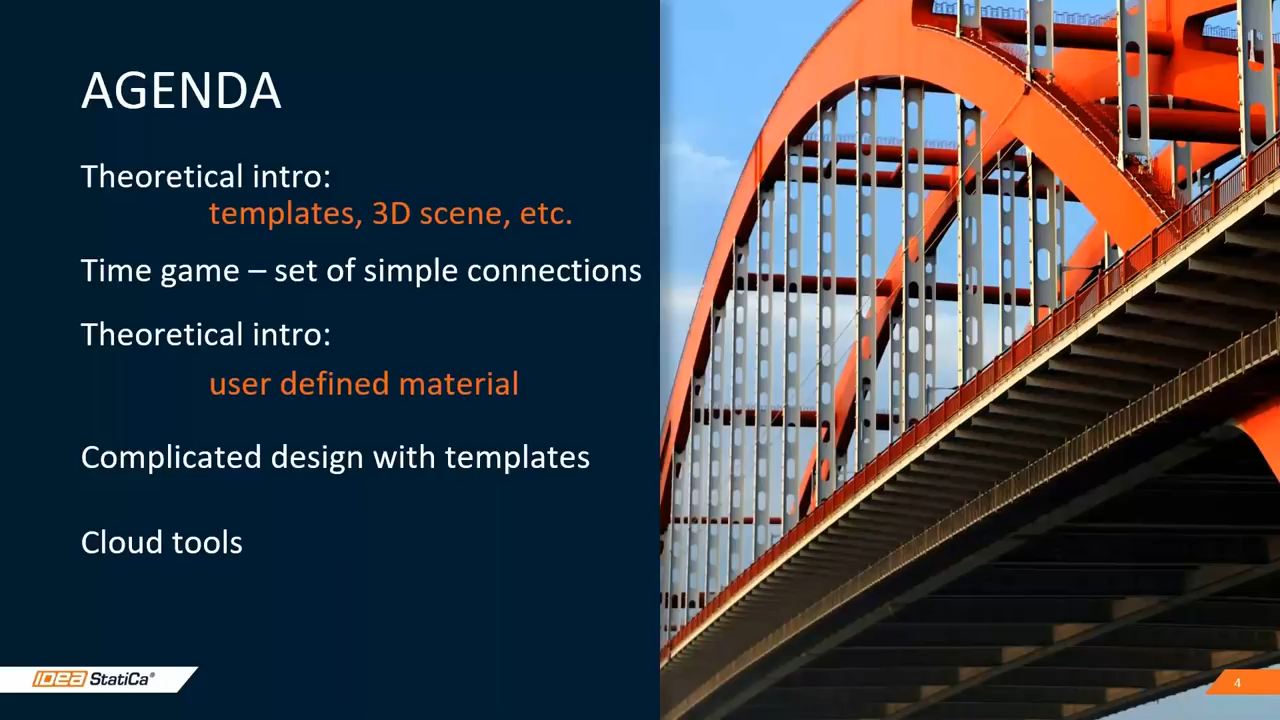 AGENDA
Theoretical intro:
templates, 3D scene, etc.
Time game – set of simple connections
Theoretical intro:
user defined material
Complicated design with templates
Cloud tools
IDEA StatiCa®
4